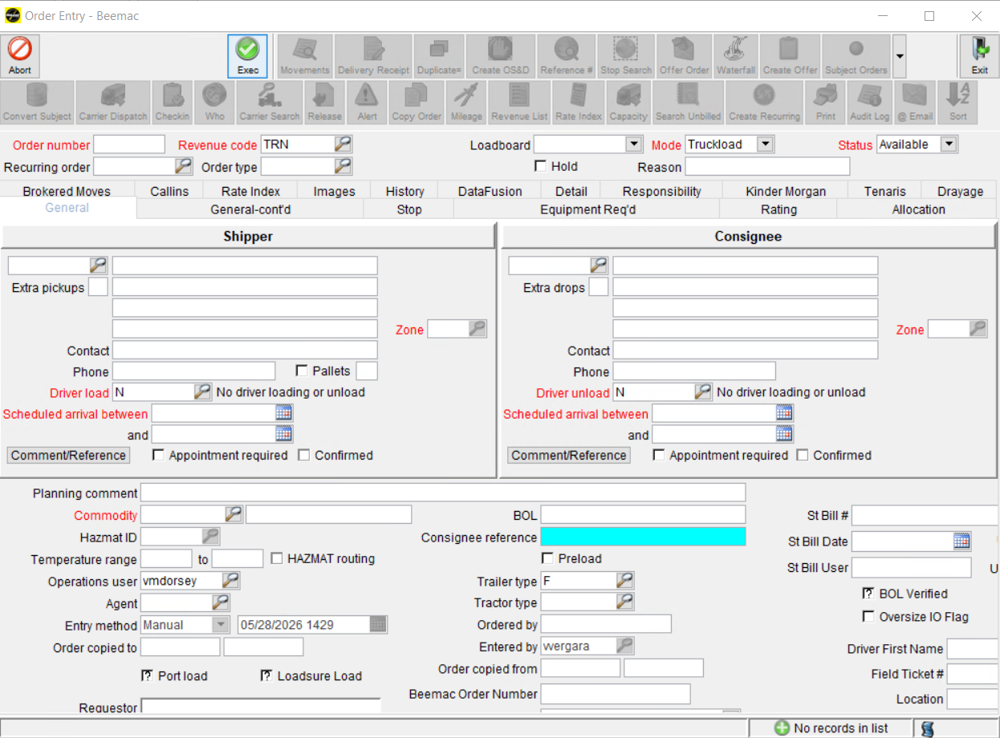 Order Entry - Beemac
Abort Exec Movements Delivery Receipt Duplicate= Create OS&D Reference # Stop Search Offer Order Waterfall Create Offer Subject Orders Exit
Convert Subject Carrier Dispatch Checkin Who Carrier Search Release Alert Copy Order Mileage Revenue List Rate Index Capacity Search Unbilled Create Recurring Print Audit Log @ Email Sort
Order number Revenue code TRN Loadboard Mode Truckload Status Available
Recurring order Order type Hold Reason
Brokered Moves Callins Rate Index Images History DataFusion Detail Responsibility Kinder Morgan Tenaris Drayage
General General-cont'd Stop Equipment Req'd Rating Allocation
Shipper Consignee
Extra pickups Extra drops
Zone Zone
Contact Contact
Phone Pallets Phone
Driver load N No driver loading or unload Driver unload N No driver loading or unload
Scheduled arrival between Scheduled arrival between
and and
Comment/Reference Appointment required Confirmed Comment/Reference Appointment required Confirmed
Planning comment
Commodity BOL St Bill #
Hazmat ID Consignee reference St Bill Date
Temperature range to HAZMAT routing Preload St Bill User U
Operations user vmdorsey Trailer type F
Agent Tractor type BOL Verified
Entry method Manual 05/28/2026 1429 Ordered by Oversize IO Flag
Order copied to Entered by wergara Driver First Name
Port load Loadsure Load Order copied from Field Ticket #
Beemac Order Number Location
Requestor
No records in list